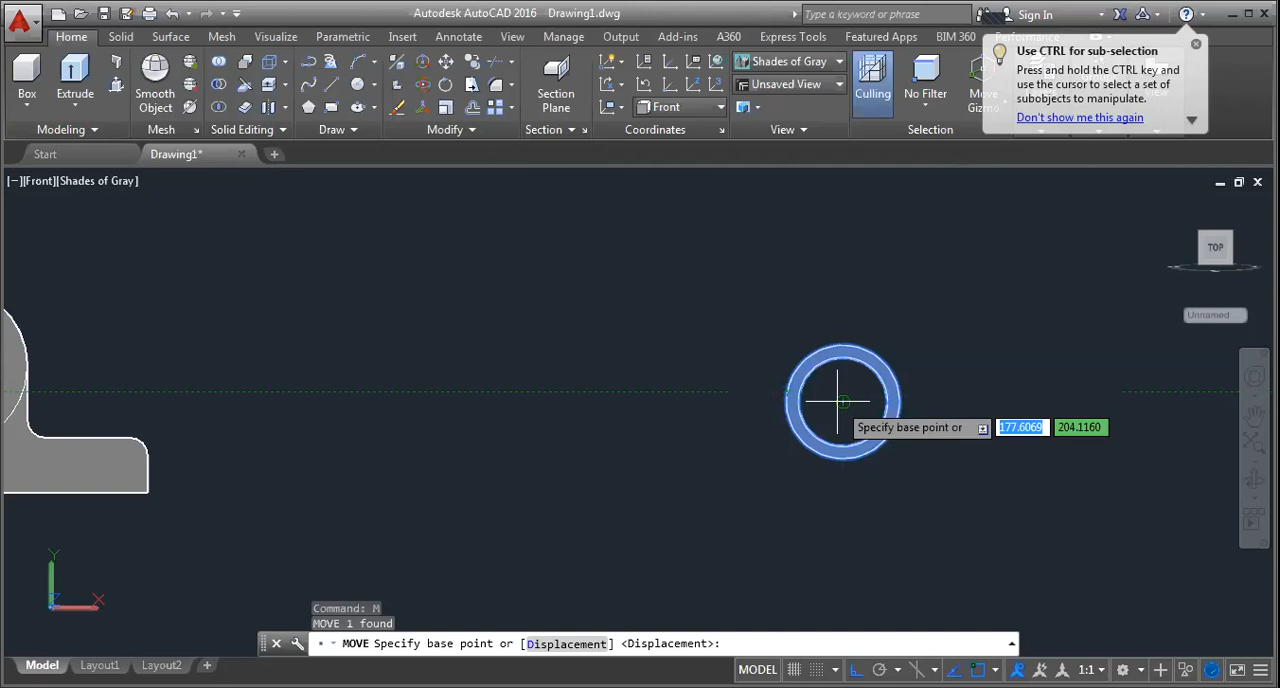 Autodesk AutoCAD 2016 Drawing1.dwg
Type a keyword or phrase
Sign In
Home Solid Surface Mesh Visualize Parametric Insert Annotate View Manage Output Add-ins A360 Express Tools Featured Apps BIM 360 Performance
Use CTRL for sub-selection
Press and hold the CTRL key and
use the cursor to select a set of
subobjects to manipulate.
Don't show me this again
Box
Extrude
Smooth
Object
Section
Plane
Shades of Gray
Unsaved View
Front
Culling
No Filter
Move
Gizmo
Modeling
Mesh
Solid Editing
Draw
Modify
Section
Coordinates
View
Selection
Start
Drawing1*
[−][Front][Shades of Gray]
TOP
Unnamed
Specify base point or
177.6069
204.1160
Y
Z
X
Command: M
MOVE 1 found
MOVE Specify base point or [Displacement] <Displacement>:
Model
Layout1
Layout2
MODEL
1:1